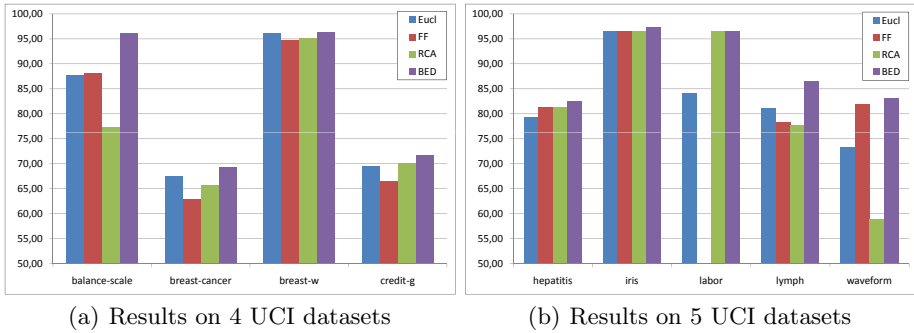 100,00
95,00
90,00
85,00
80,00
75,00
70,00
65,00
60,00
55,00
50,00
Eucl
FF
RCA
BED
balance-scale breast-cancer breast-w credit-g
(a) Results on 4 UCI datasets
100,00
95,00
90,00
85,00
80,00
75,00
70,00
65,00
60,00
55,00
50,00
Eucl
FF
RCA
BED
hepatitis iris labor lymph waveform
(b) Results on 5 UCI datasets